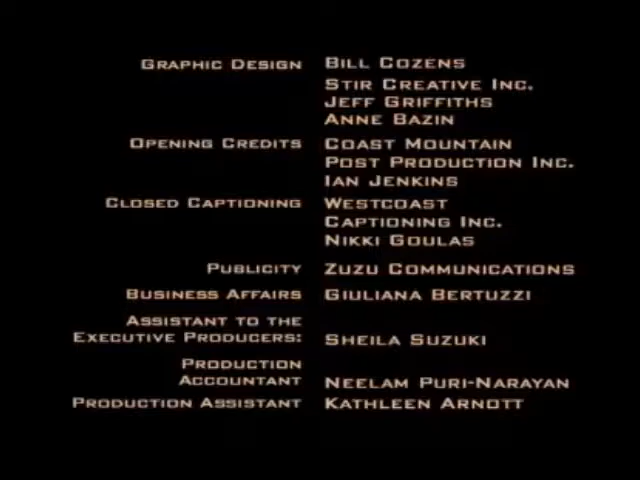 Graphic Design Bill Cozens
Stir Creative Inc.
Jeff Griffiths
Anne Bazin
Opening Credits Coast Mountain
Post Production Inc.
Ian Jenkins
Closed Captioning Westcoast
Captioning Inc.
Nikki Goulas
Publicity Zuzu Communications
Business Affairs Giuliana Bertuzzi
Assistant to the
Executive Producers: Sheila Suzuki
Production
Accountant Neelam Puri-Narayan
Production Assistant Kathleen Arnott